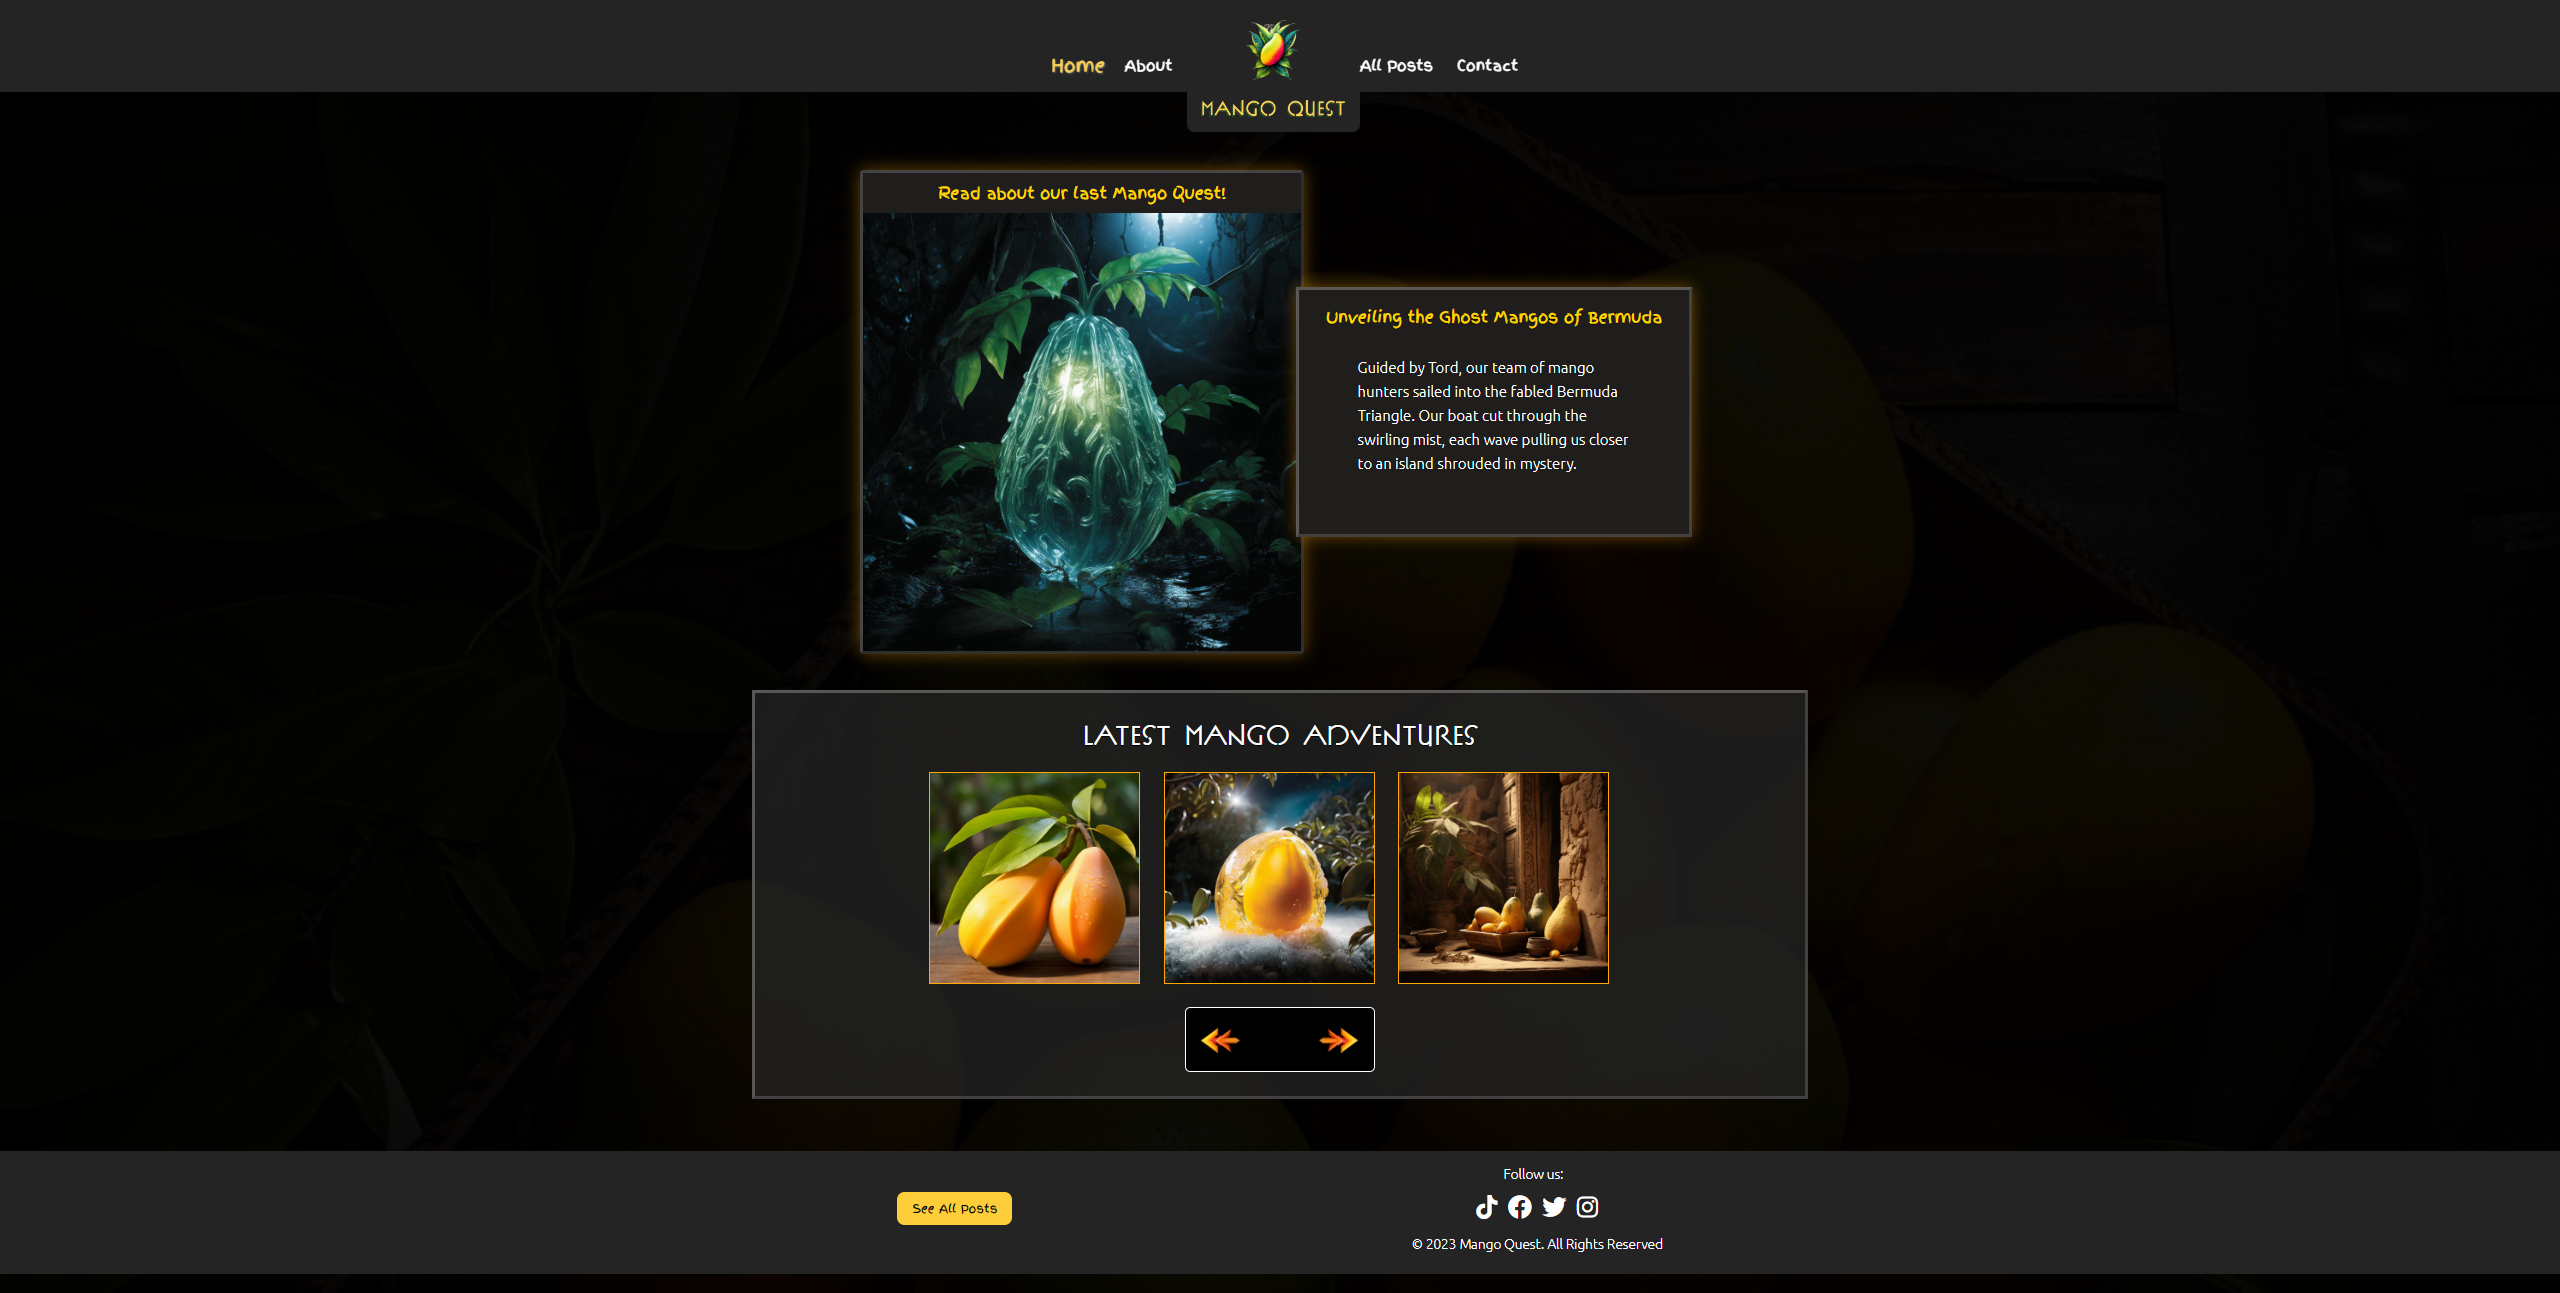 Home About All Posts Contact
MANGO QUEST
Read about our last Mango Quest!
Unveiling the Ghost Mangos of Bermuda
Guided by Tord, our team of mango
hunters sailed into the fabled Bermuda
Triangle. Our boat cut through the
swirling mist, each wave pulling us closer
to an island shrouded in mystery.
LATEST MANGO ADVENTURES
See All Posts
Follow us:
© 2023 Mango Quest. All Rights Reserved